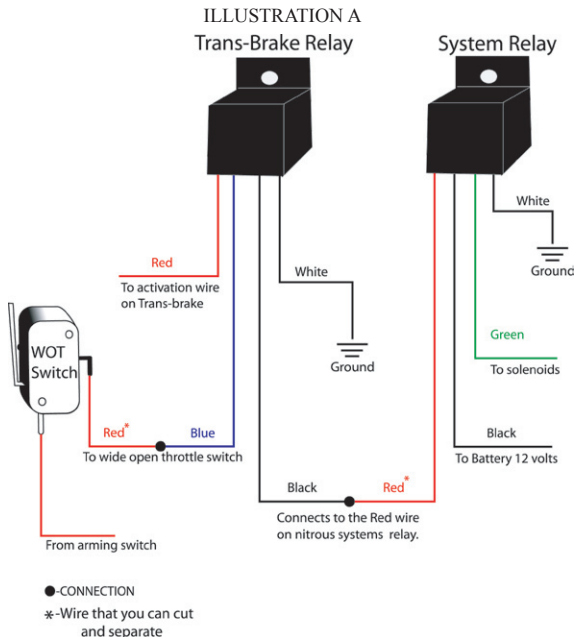 ILLUSTRATION A
Trans-Brake Relay
System Relay
White
Ground
Red
To activation wire
on Trans-brake
White
Ground
Green
To solenoids
WOT
Switch
Red*
Blue
To wide open throttle switch
Black
To Battery 12 volts
Black
Red*
Connects to the Red wire
on nitrous systems relay.
From arming switch
-CONNECTION
*-Wire that you can cut
and separate